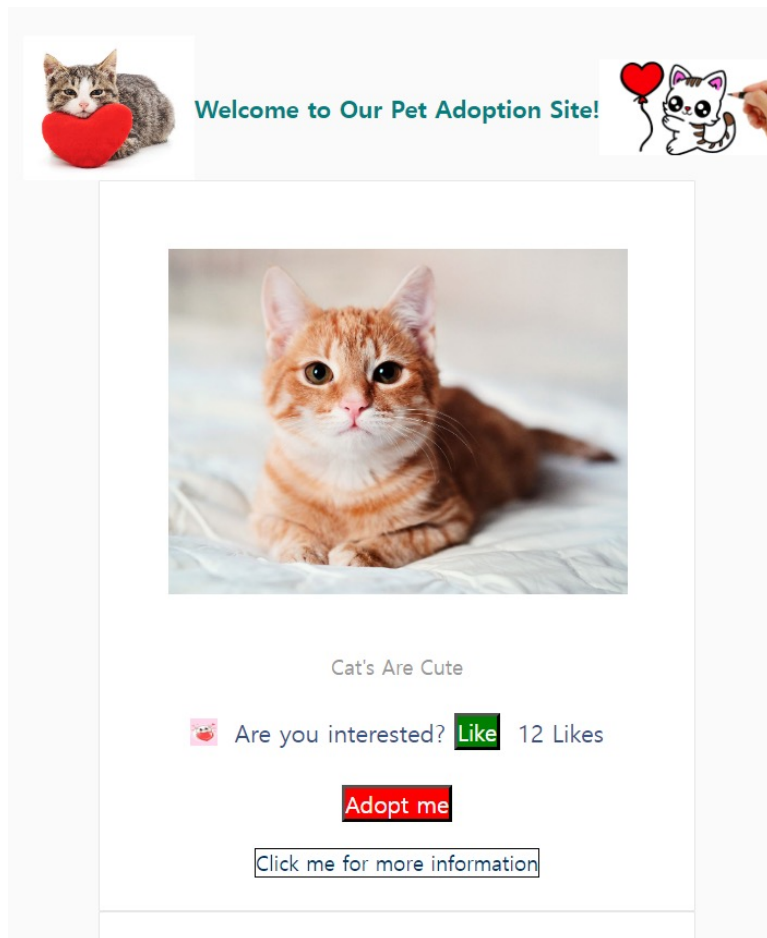 Welcome to Our Pet Adoption Site!
Cat's Are Cute
Are you interested? Like 12 Likes
Adopt me
Click me for more information